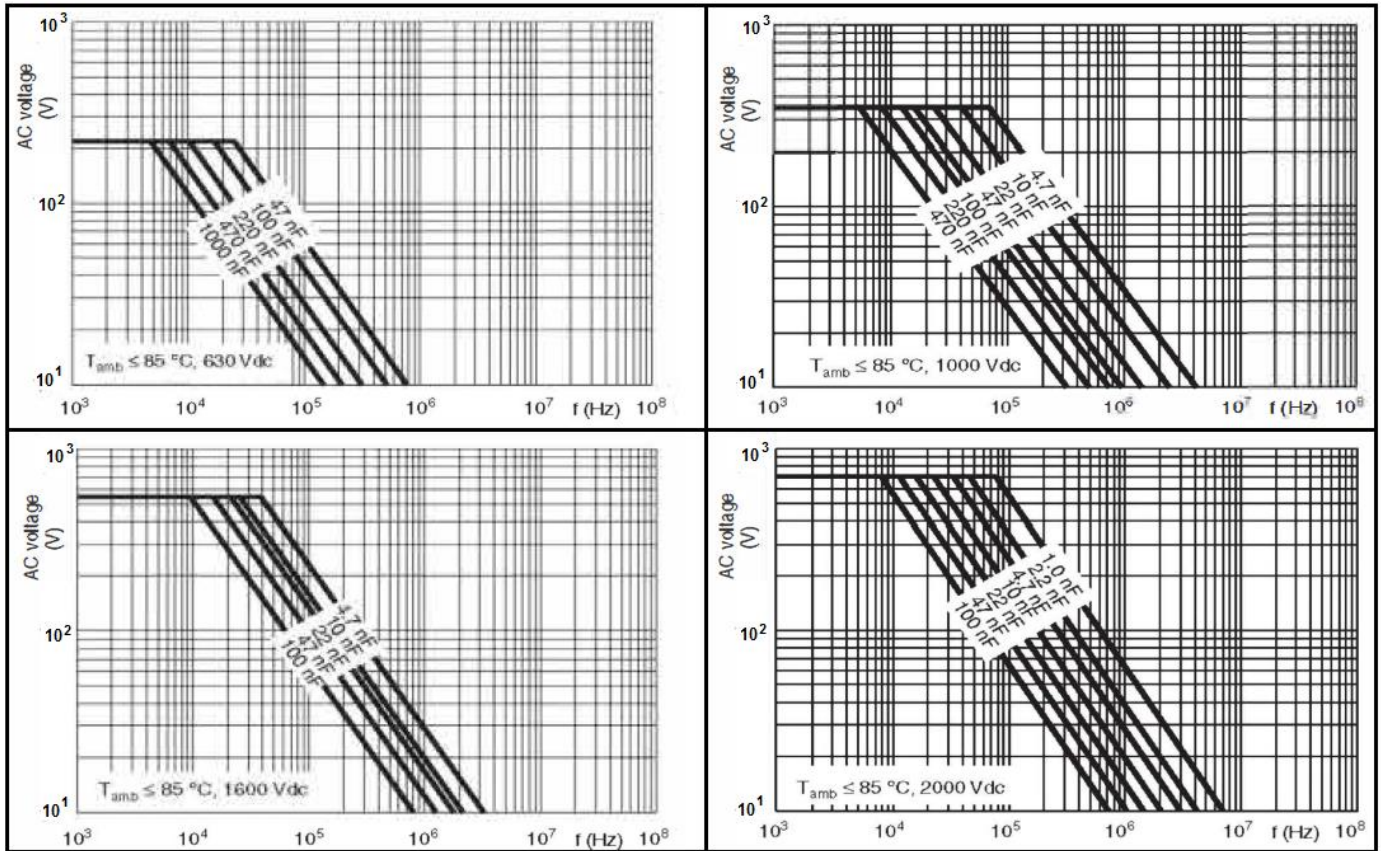 10³
AC voltage
(V)
10²
10¹
47 nF
100 nF
220 nF
470 nF
1000 nF
Tamb ≤ 85 °C, 630 Vdc
10³ 10⁴ 10⁵ 10⁶ 10⁷ f (Hz) 10⁸
10³
AC voltage
(V)
10²
10¹
4.7 nF
10 nF
22 nF
47 nF
100 nF
220 nF
470 nF
Tamb ≤ 85 °C, 1000 Vdc
10³ 10⁴ 10⁵ 10⁶ 10⁷ f (Hz) 10⁸
10³
AC voltage
(V)
10²
10¹
4.7 nF
10 nF
22 nF
47 nF
100 nF
Tamb ≤ 85 °C, 1600 Vdc
10³ 10⁴ 10⁵ 10⁶ 10⁷ f (Hz) 10⁸
10³
AC voltage
(V)
10²
10¹
1.0 nF
2.2 nF
4.7 nF
10 nF
22 nF
47 nF
100 nF
Tamb ≤ 85 °C, 2000 Vdc
10³ 10⁴ 10⁵ 10⁶ 10⁷ f (Hz) 10⁸